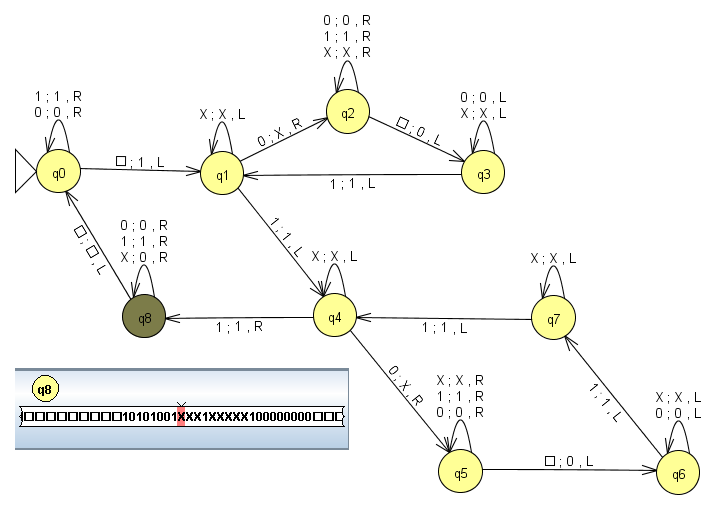 0 ; 0 , R
1 ; 1 , R
X ; X , R
q2
1 ; 1 , R
0 ; 0 , R
q0
X ; X , L
q1
0 ; X , R
□ ; 0 , L
0 ; 0 , L
X ; X , L
q3
□ ; 1 , L
1 ; 1 , L
□ ; □ , L
0 ; 0 , R
1 ; 1 , R
X ; 0 , R
q8
1 ; 1 , L
X ; X , L
q4
1 ; 1 , R
X ; X , L
q7
1 ; 1 , L
0 ; X , R
X ; X , R
1 ; 1 , R
0 ; 0 , R
q5
□ ; 0 , L
1 ; 1 , L
X ; X , L
0 ; 0 , L
q6
q8
□□□□□□□□□10101001XXX1XXXXX100000000□□□